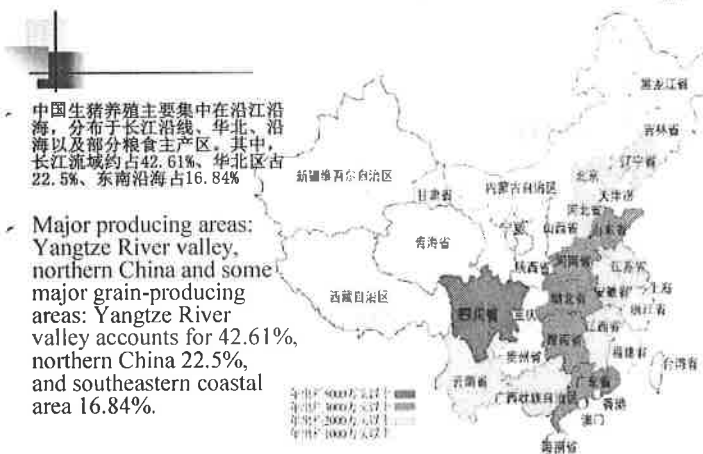 中国生猪养殖主要集中在沿江沿
海，分布于长江沿线、华北、沿
海以及部分粮食主产区。其中，
长江流域约占42.61%、华北区占
22.5%、东南沿海占16.84%
Major producing areas:
Yangtze River valley,
northern China and some
major grain-producing
areas: Yangtze River
valley accounts for 42.61%,
northern China 22.5%,
and southeastern coastal
area 16.84%.
黑龙江省
吉林省
辽宁省
新疆维吾尔自治区
甘肃省
内蒙古自治区
北京
天津市
河北省
山西省
山东省
青海省
宁夏
陕西省
河南省
江苏省
西藏自治区
四川省
重庆
湖北省
安徽省
上海
浙江省
湖南省
江西省
贵州省
福建省
台湾省
云南省
广西壮族自治区
广东省
香港
澳门
海南省